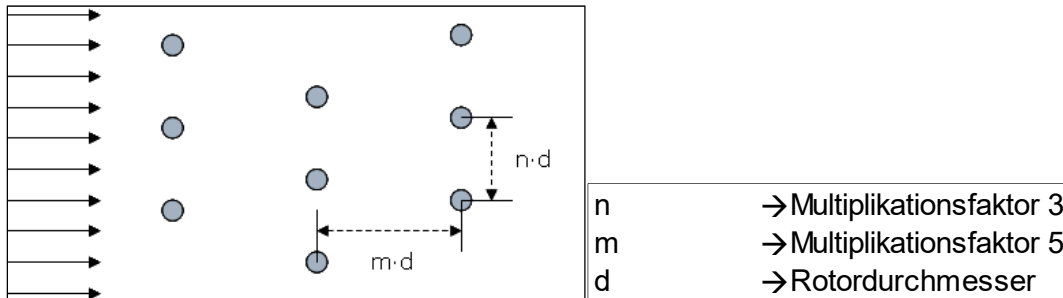 n·d
m·d
n →Multiplikationsfaktor 3
m →Multiplikationsfaktor 5
d →Rotordurchmesser